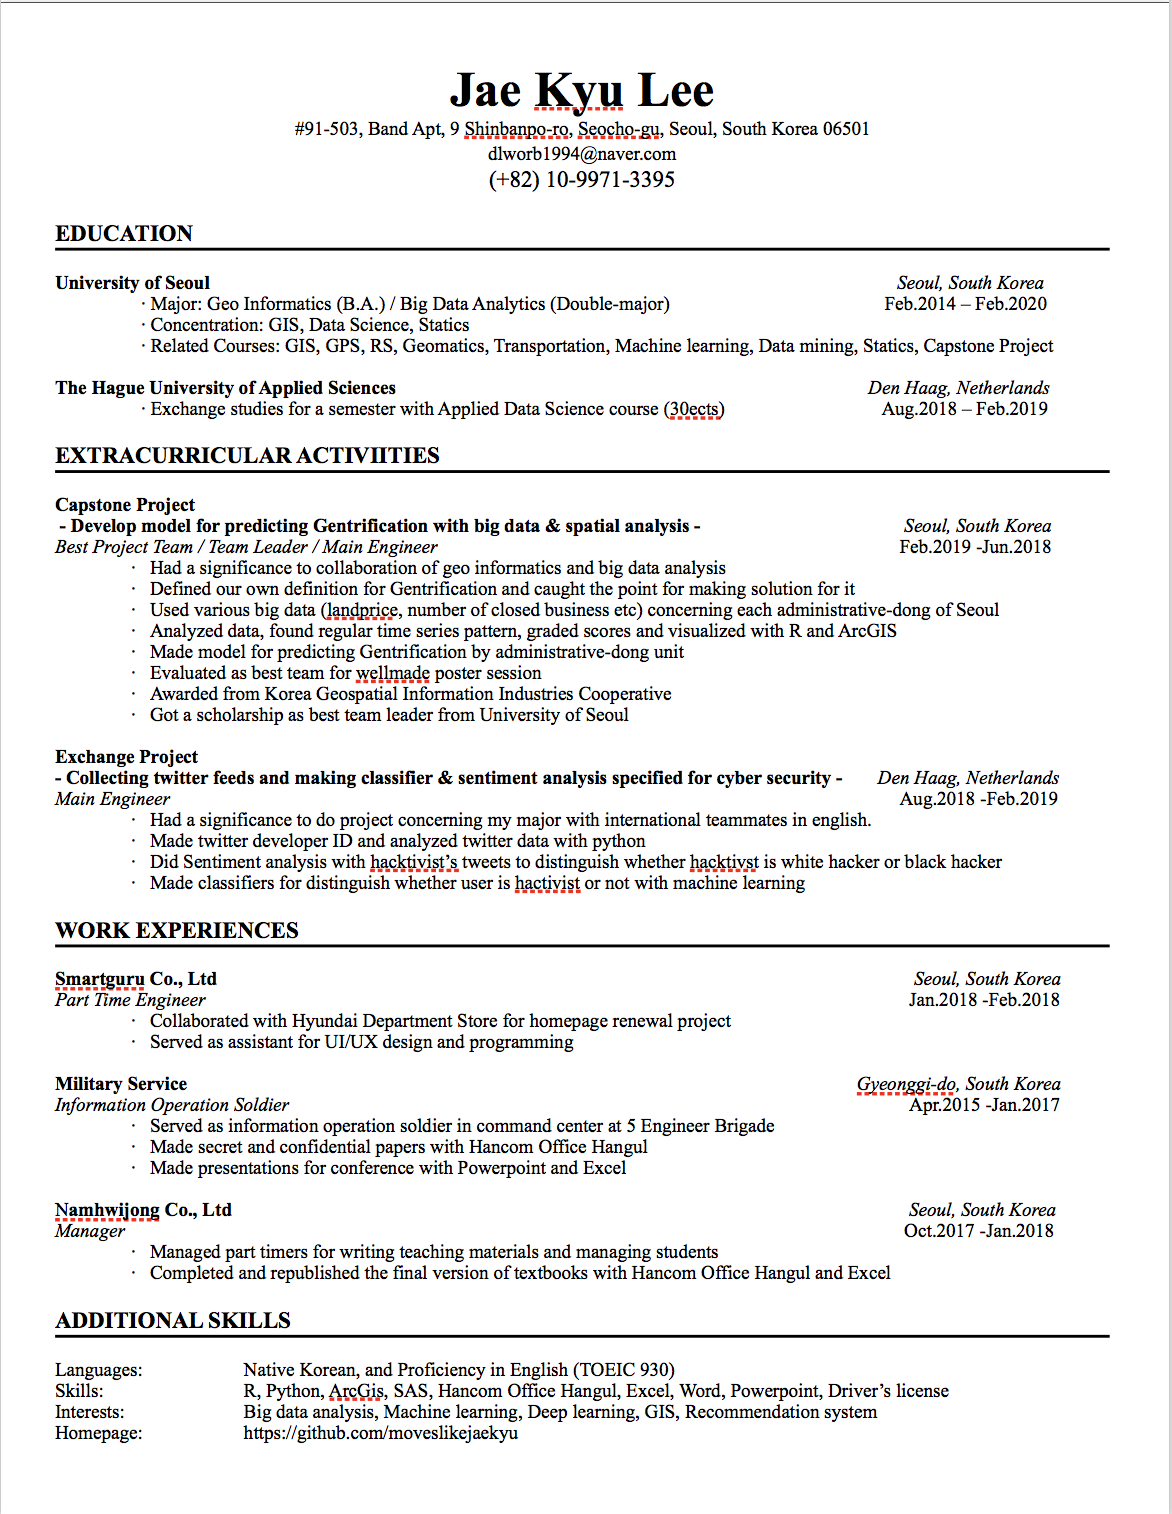 Jae Kyu Lee
#91-503, Band Apt, 9 Shinbanpo-ro, Seocho-gu, Seoul, South Korea 06501
dlworb1994@naver.com
(+82) 10-9971-3395
EDUCATION
University of Seoul Seoul, South Korea
· Major: Geo Informatics (B.A.) / Big Data Analytics (Double-major) Feb.2014 – Feb.2020
· Concentration: GIS, Data Science, Statics
· Related Courses: GIS, GPS, RS, Geomatics, Transportation, Machine learning, Data mining, Statics, Capstone Project
The Hague University of Applied Sciences Den Haag, Netherlands
· Exchange studies for a semester with Applied Data Science course (30ects) Aug.2018 – Feb.2019
EXTRACURRICULAR ACTIVIITIES
Capstone Project
- Develop model for predicting Gentrification with big data & spatial analysis - Seoul, South Korea
Best Project Team / Team Leader / Main Engineer Feb.2019 -Jun.2018
· Had a significance to collaboration of geo informatics and big data analysis
· Defined our own definition for Gentrification and caught the point for making solution for it
· Used various big data (landprice, number of closed business etc) concerning each administrative-dong of Seoul
· Analyzed data, found regular time series pattern, graded scores and visualized with R and ArcGIS
· Made model for predicting Gentrification by administrative-dong unit
· Evaluated as best team for wellmade poster session
· Awarded from Korea Geospatial Information Industries Cooperative
· Got a scholarship as best team leader from University of Seoul
Exchange Project
- Collecting twitter feeds and making classifier & sentiment analysis specified for cyber security - Den Haag, Netherlands
Main Engineer Aug.2018 -Feb.2019
· Had a significance to do project concerning my major with international teammates in english.
· Made twitter developer ID and analyzed twitter data with python
· Did Sentiment analysis with hacktivist’s tweets to distinguish whether hacktivst is white hacker or black hacker
· Made classifiers for distinguish whether user is hactivist or not with machine learning
WORK EXPERIENCES
Smartguru Co., Ltd Seoul, South Korea
Part Time Engineer Jan.2018 -Feb.2018
· Collaborated with Hyundai Department Store for homepage renewal project
· Served as assistant for UI/UX design and programming
Military Service Gyeonggi-do, South Korea
Information Operation Soldier Apr.2015 -Jan.2017
· Served as information operation soldier in command center at 5 Engineer Brigade
· Made secret and confidential papers with Hancom Office Hangul
· Made presentations for conference with Powerpoint and Excel
Namhwijong Co., Ltd Seoul, South Korea
Manager Oct.2017 -Jan.2018
· Managed part timers for writing teaching materials and managing students
· Completed and republished the final version of textbooks with Hancom Office Hangul and Excel
ADDITIONAL SKILLS
Languages: Native Korean, and Proficiency in English (TOEIC 930)
Skills: R, Python, ArcGis, SAS, Hancom Office Hangul, Excel, Word, Powerpoint, Driver’s license
Interests: Big data analysis, Machine learning, Deep learning, GIS, Recommendation system
Homepage: https://github.com/moveslikejaekyu